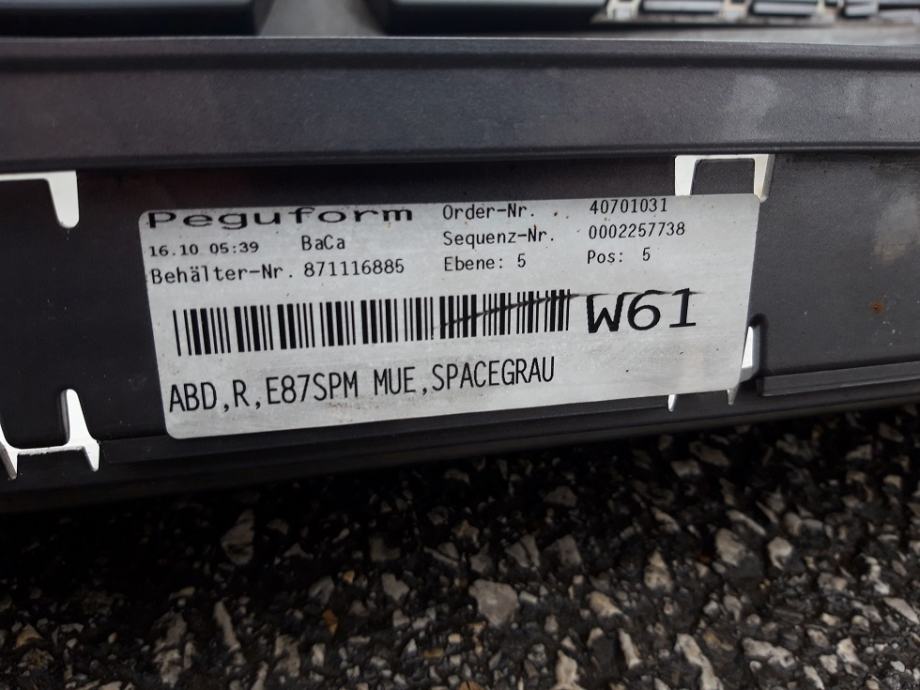 Peguform Order-Nr. .. 40701031
16.10 05:39 BaCa Sequenz-Nr. 0002257738
Behälter-Nr. 871116885 Ebene: 5 Pos: 5
W61
ABD,R,E87SPM MUE,SPACEGRAU